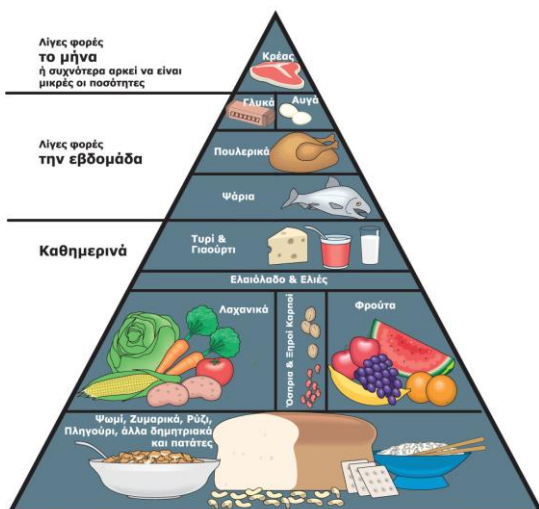 Λίγες φορές
το μήνα
ή συχνότερα αρκεί να είναι
μικρές οι ποσότητες
Κρέας
Γλυκά
Αυγά
Λίγες φορές
την εβδομάδα
Πουλερικά
Ψάρια
Καθημερινά
Τυρί &
Γιαούρτι
Ελαιόλαδο & Ελιές
Λαχανικά
Όσπρια & Ξηροί Καρποί
Φρούτα
Ψωμί, Ζυμαρικά, Ρύζι,
Πληγούρι, άλλα δημητριακά
και πατάτες